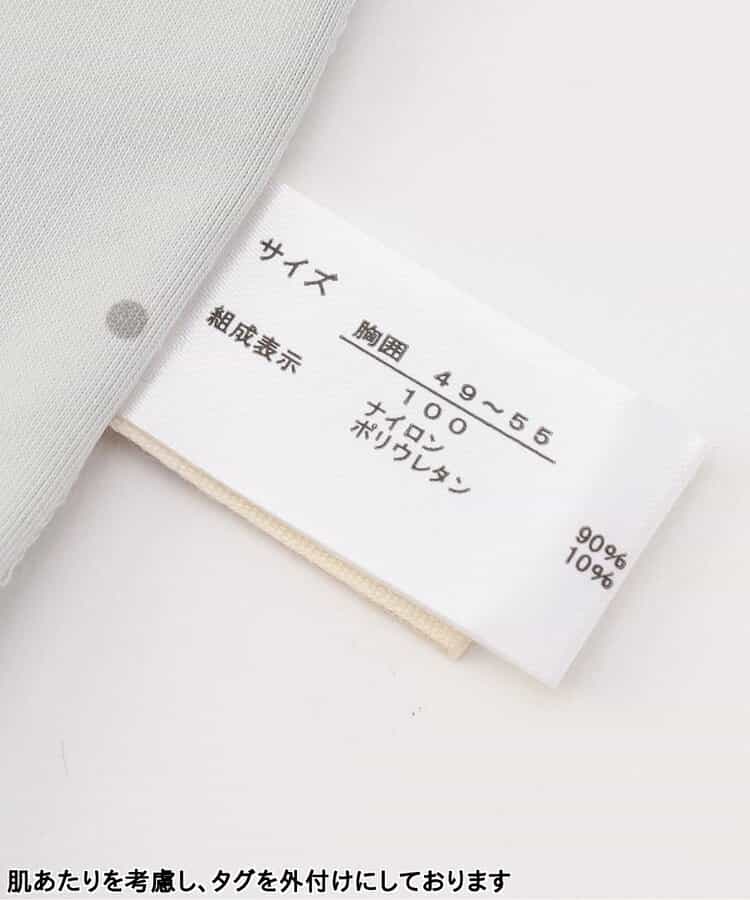 サイズ
胸囲 49〜55
100
組成表示
ナイロン 90%
ポリウレタン 10%
肌あたりを考慮し、タグを外付けにしております